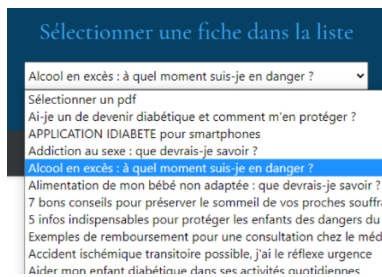 Sélectionner une fiche dans la liste
Alcool en excès : à quel moment suis-je en danger ?
Sélectionner un pdf
Ai-je un de devenir diabétique et comment m'en protéger ?
APPLICATION IDIABETE pour smartphones
Addiction au sexe : que devrais-je savoir ?
Alcool en excès : à quel moment suis-je en danger ?
Alimentation de mon bébé non adaptée : que devrais-je savoir ?
7 bons conseils pour préserver le sommeil de vos proches souffr
5 infos indispensables pour protéger les enfants des dangers du
Exemples de remboursement pour une consultation chez le méd
Accident ischémique transitoire possible, j'ai le réflexe urgence
Aider mon enfant diabétique dans ses activités quotidiennes